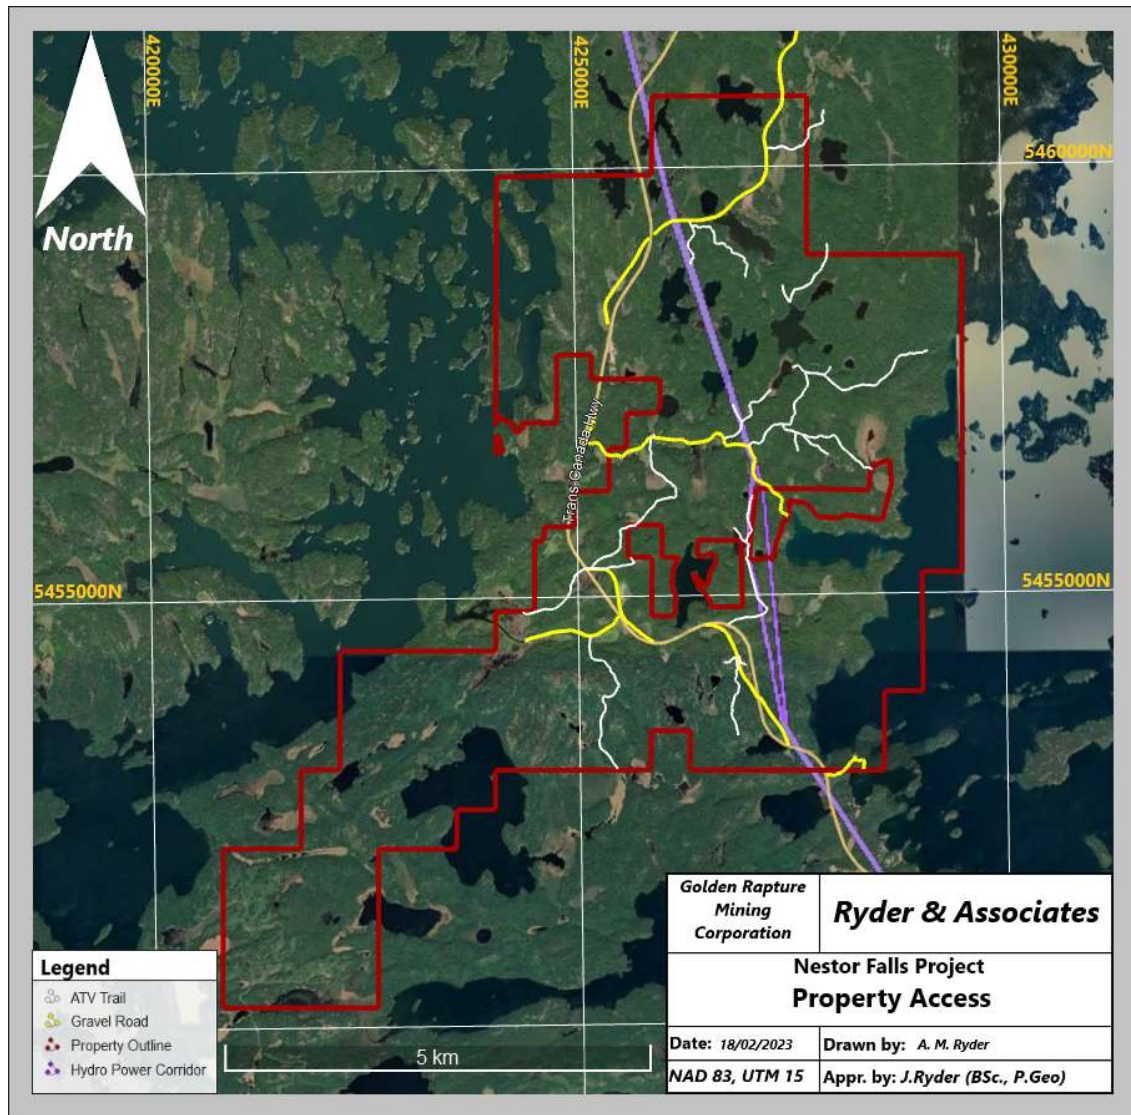 420000E
425000E
430000E
5460000N
North
Trans Canada Hwy
5455000N
5455000N
Legend
ATV Trail
Gravel Road
Property Outline
Hydro Power Corridor
5 km
Golden Rapture
Mining
Corporation
Ryder & Associates
Nestor Falls Project
Property Access
Date: 18/02/2023
Drawn by: A. M. Ryder
NAD 83, UTM 15
Appr. by: J.Ryder (BSc., P.Geo)